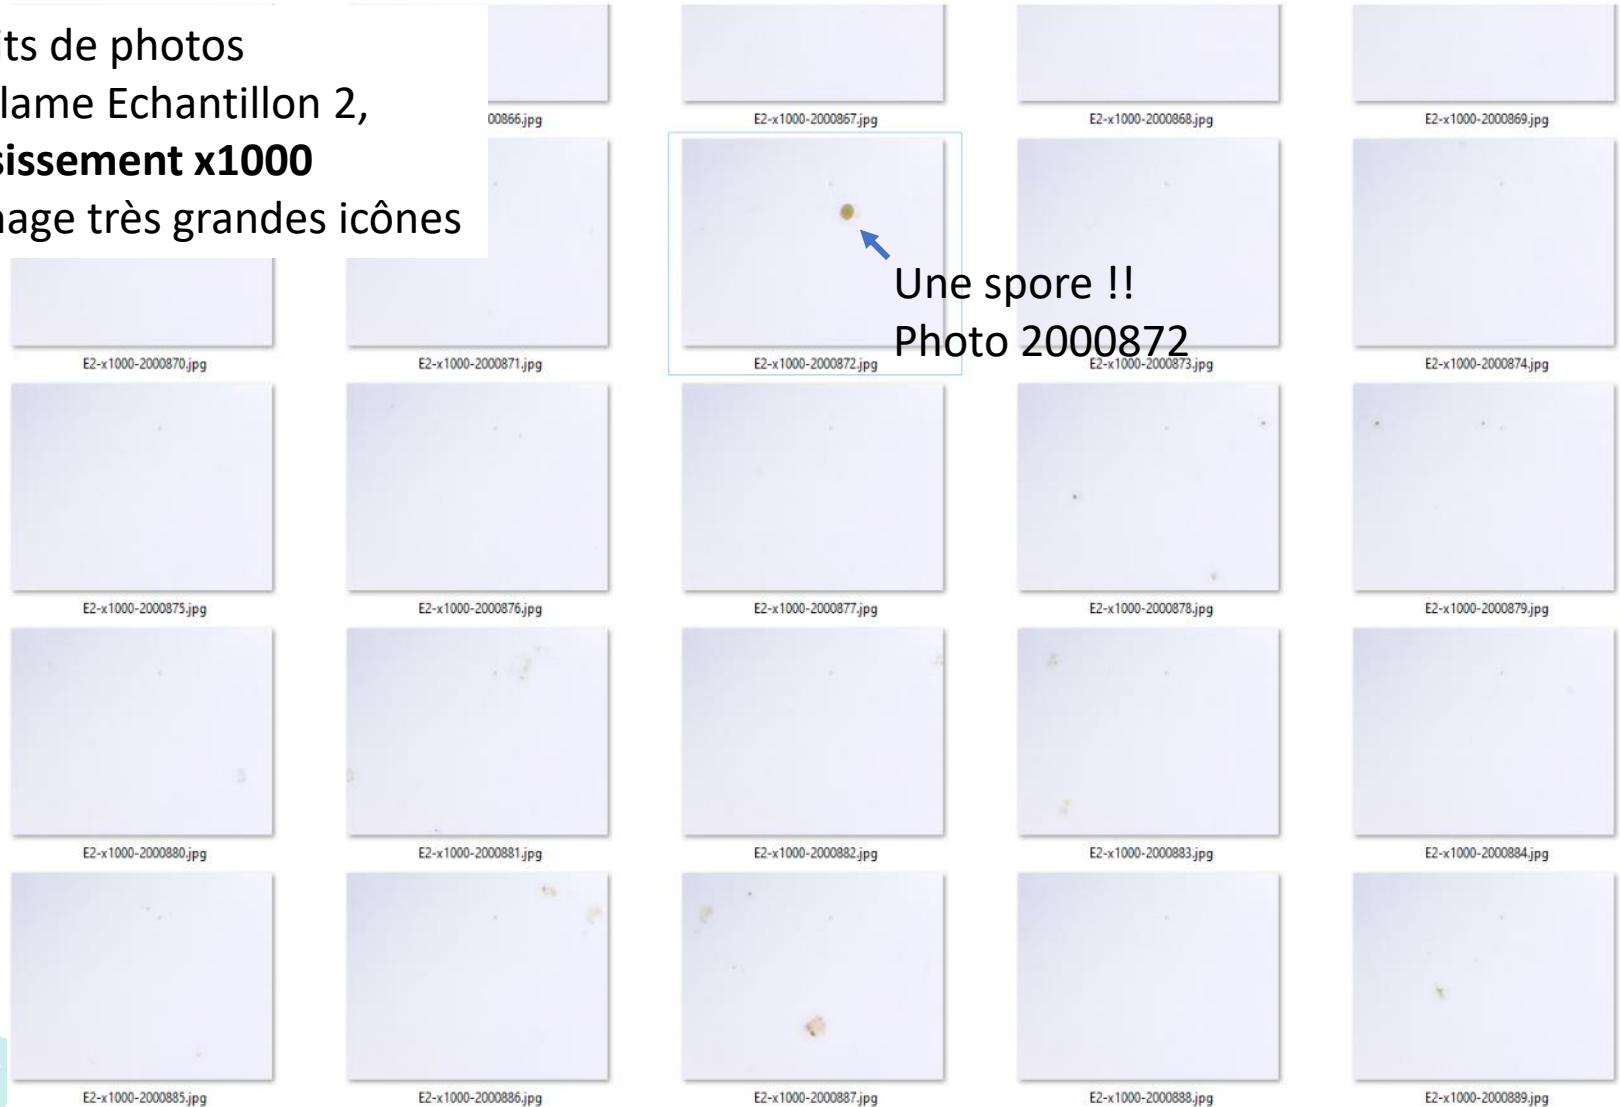 its de photos
lame Echantillon 2,
sissement x1000
nage très grandes icônes
00866.jpg
E2-x1000-2000867.jpg
E2-x1000-2000868.jpg
E2-x1000-2000869.jpg
Une spore !!
Photo 2000872
E2-x1000-2000870.jpg
E2-x1000-2000871.jpg
E2-x1000-2000872.jpg
E2-x1000-2000873.jpg
E2-x1000-2000874.jpg
E2-x1000-2000875.jpg
E2-x1000-2000876.jpg
E2-x1000-2000877.jpg
E2-x1000-2000878.jpg
E2-x1000-2000879.jpg
E2-x1000-2000880.jpg
E2-x1000-2000881.jpg
E2-x1000-2000882.jpg
E2-x1000-2000883.jpg
E2-x1000-2000884.jpg
E2-x1000-2000885.jpg
E2-x1000-2000886.jpg
E2-x1000-2000887.jpg
E2-x1000-2000888.jpg
E2-x1000-2000889.jpg